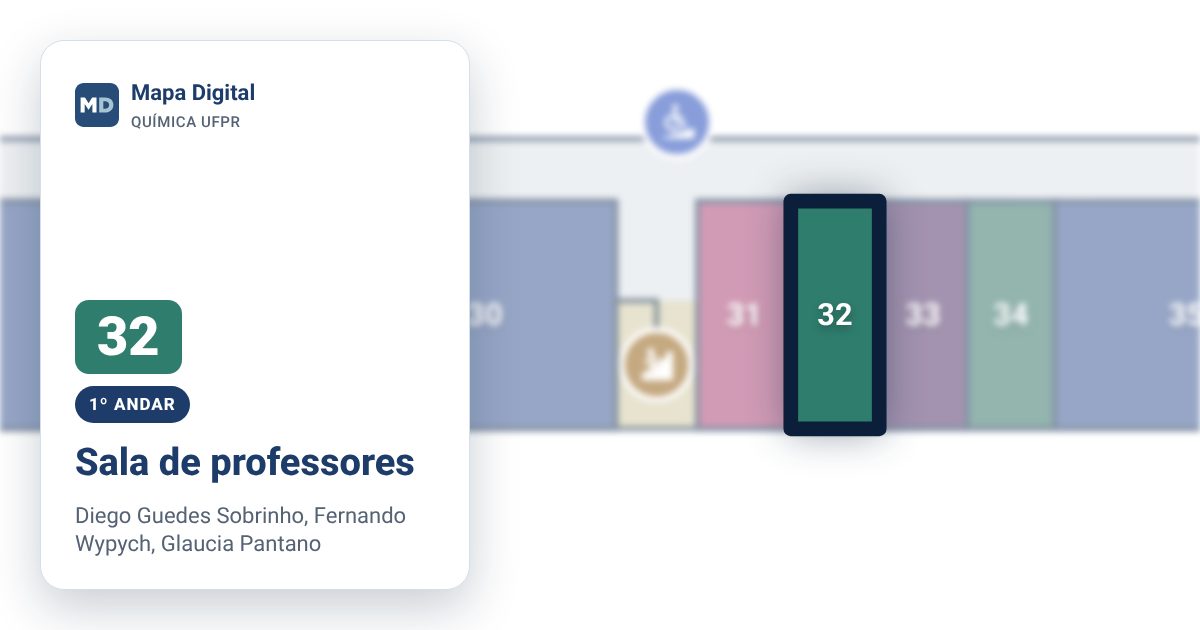 MD
Mapa Digital
QUÍMICA UFPR
32
1º ANDAR
Sala de professores
Diego Guedes Sobrinho, Fernando
Wypych, Glaucia Pantano
30
31
32
33
34
35